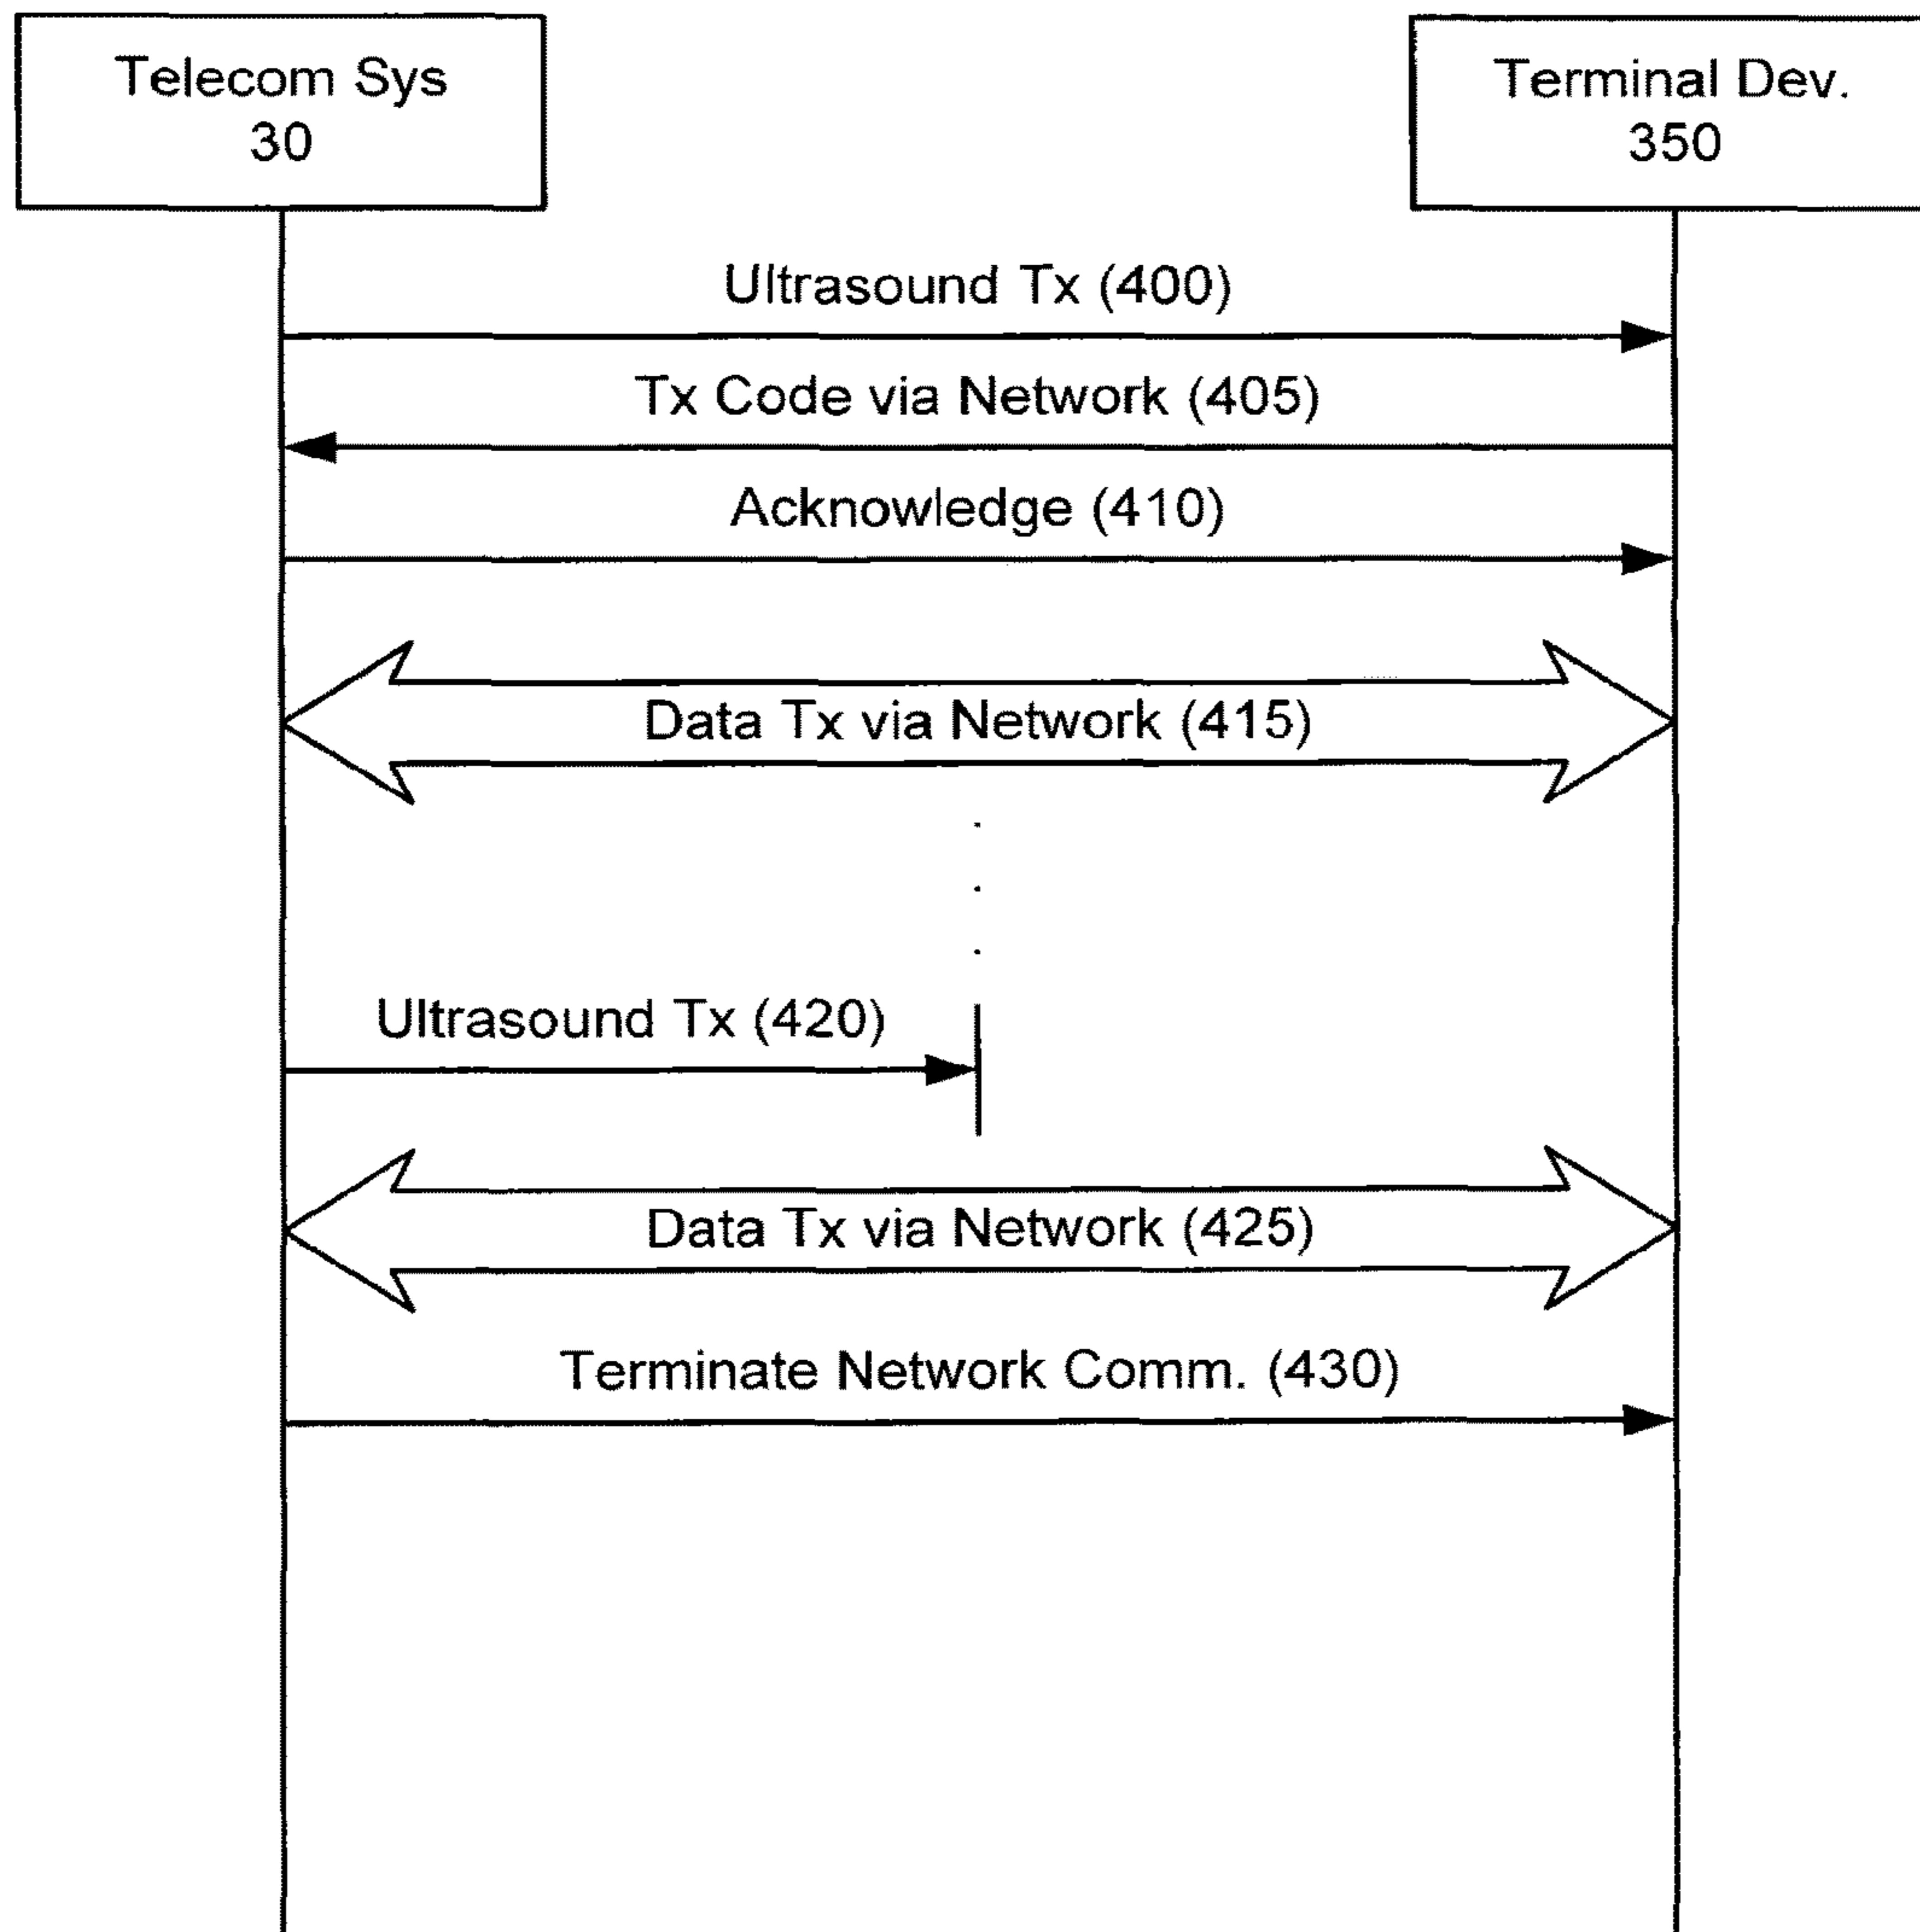 Telecom Sys
30
Terminal Dev.
350
Ultrasound Tx (400)
Tx Code via Network (405)
Acknowledge (410)
Data Tx via Network (415)
Ultrasound Tx (420)
Data Tx via Network (425)
Terminate Network Comm. (430)